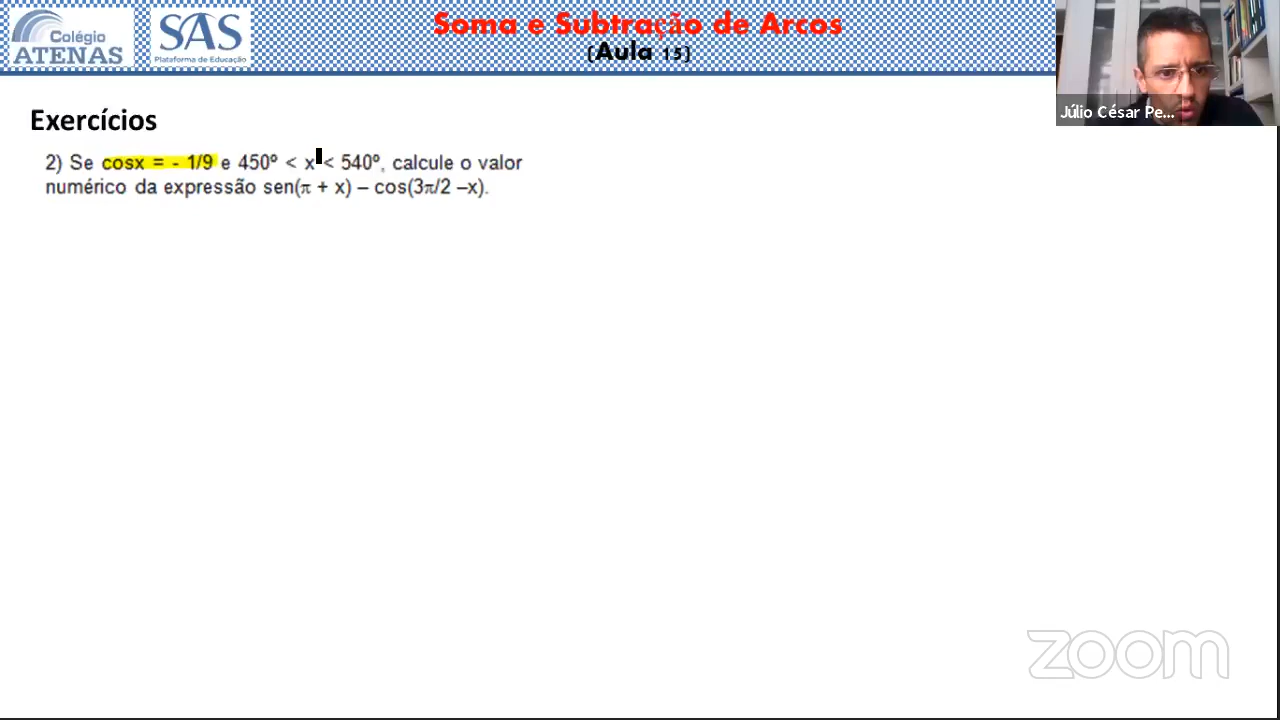 Colégio
ATENAS
SAS
Plataforma de Educação
Soma e Subtração de Arcos
(Aula 15)
Júlio César Pe...
Exercícios
2) Se cosx = - 1/9 e 450º < x < 540º, calcule o valor
numérico da expressão sen(π + x) – cos(3π/2 –x).
zoom